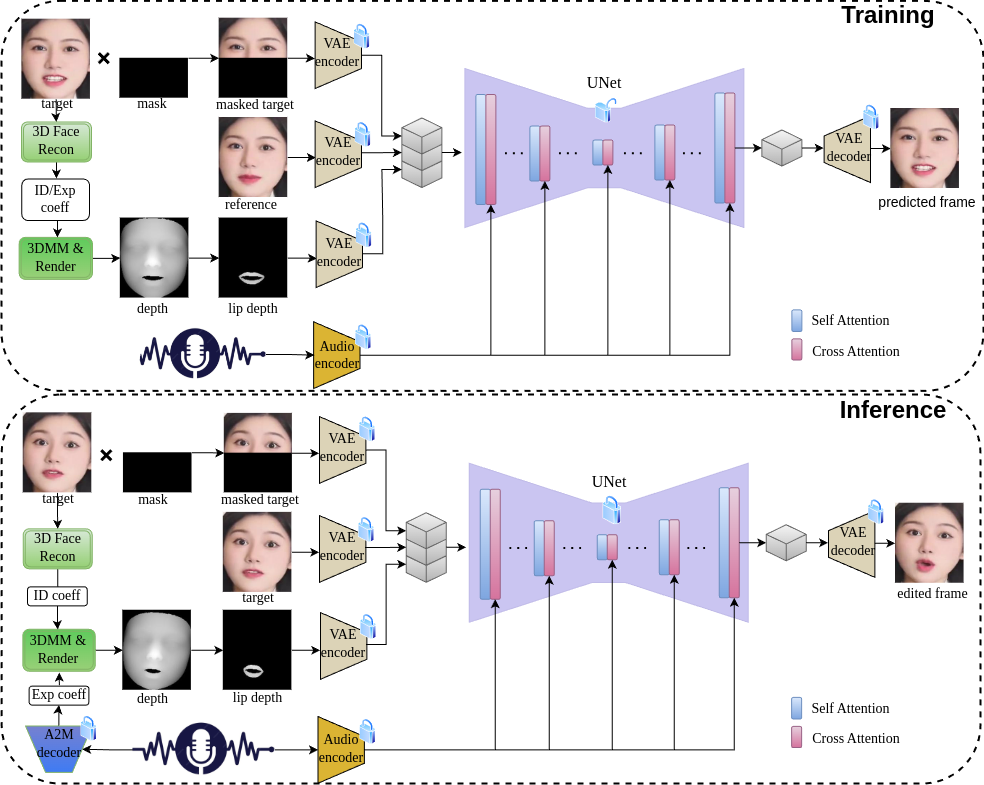 Training
target
mask
masked target
VAE
encoder
UNet
3D Face
Recon
ID/Exp
coeff
3DMM &
Render
reference
VAE
encoder
VAE
decoder
predicted frame
depth
lip depth
VAE
encoder
Audio
encoder
Self Attention
Cross Attention
Inference
target
mask
masked target
VAE
encoder
UNet
3D Face
Recon
ID coeff
3DMM &
Render
Exp coeff
A2M
decoder
target
VAE
encoder
VAE
decoder
edited frame
depth
lip depth
VAE
encoder
Audio
encoder
Self Attention
Cross Attention